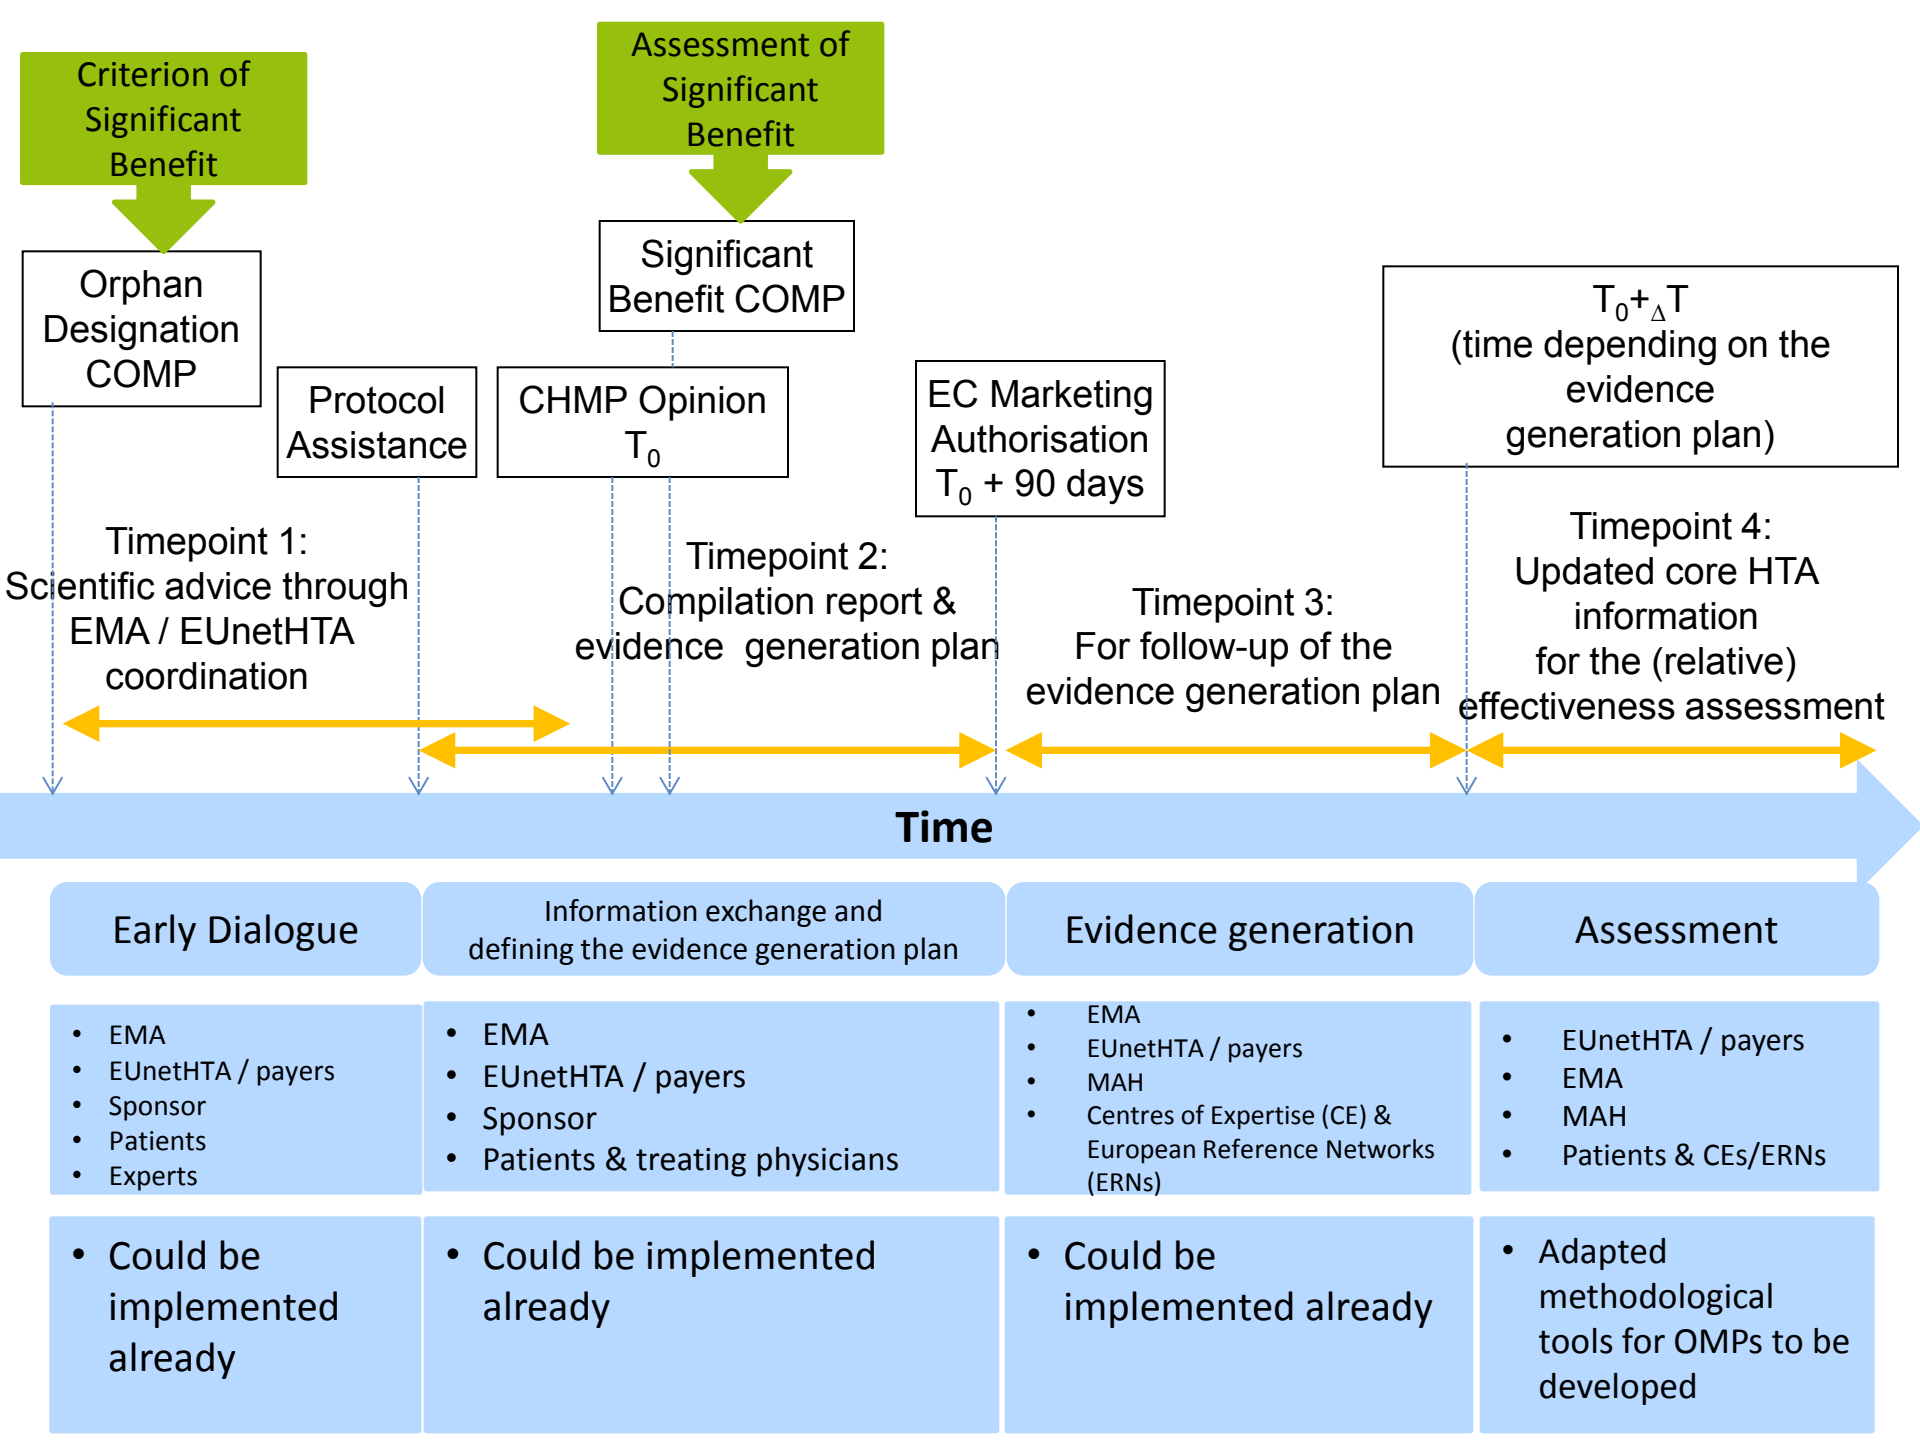 Criterion of
Significant
Benefit
Assessment of
Significant
Benefit
Orphan
Designation
COMP
Protocol
Assistance
Significant
Benefit COMP
CHMP Opinion
T0
EC Marketing
Authorisation
T0 + 90 days
T0+ΔT
(time depending on the
evidence
generation plan)
Timepoint 1:
Scientific advice through
EMA / EUnetHTA
coordination
Timepoint 2:
Compilation report &
evidence generation plan
Timepoint 3:
For follow-up of the
evidence generation plan
Timepoint 4:
Updated core HTA
information
for the (relative)
effectiveness assessment
Time
Early Dialogue
Information exchange and
defining the evidence generation plan
Evidence generation
Assessment
• EMA
• EUnetHTA / payers
• Sponsor
• Patients
• Experts
• EMA
• EUnetHTA / payers
• Sponsor
• Patients & treating physicians
• EMA
• EUnetHTA / payers
• MAH
• Centres of Expertise (CE) &
European Reference Networks
(ERNs)
• EUnetHTA / payers
• EMA
• MAH
• Patients & CEs/ERNs
• Could be
implemented
already
• Could be implemented
already
• Could be
implemented already
• Adapted
methodological
tools for OMPs to be
developed